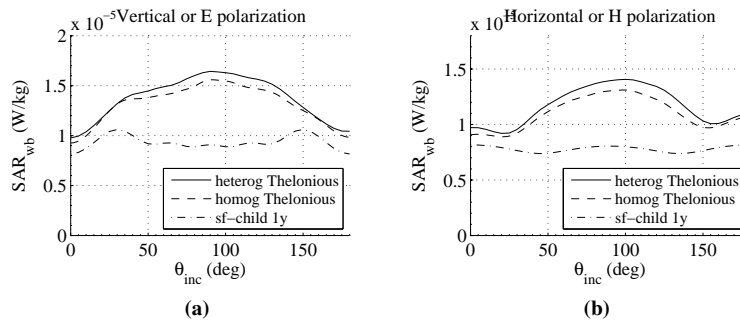 x 10⁻⁵ Vertical or E polarization
2
1.5
1
0.5
0
0 50 100 150
SAR_wb (W/kg)
θ_inc (deg)
heterog Thelonious
homog Thelonious
sf−child 1y
(a)
x 10 Horizontal or H polarization
1.5
1
0.5
0
0 50 100 150
SAR_wb (W/kg)
θ_inc (deg)
heterog Thelonious
homog Thelonious
sf−child 1y
(b)